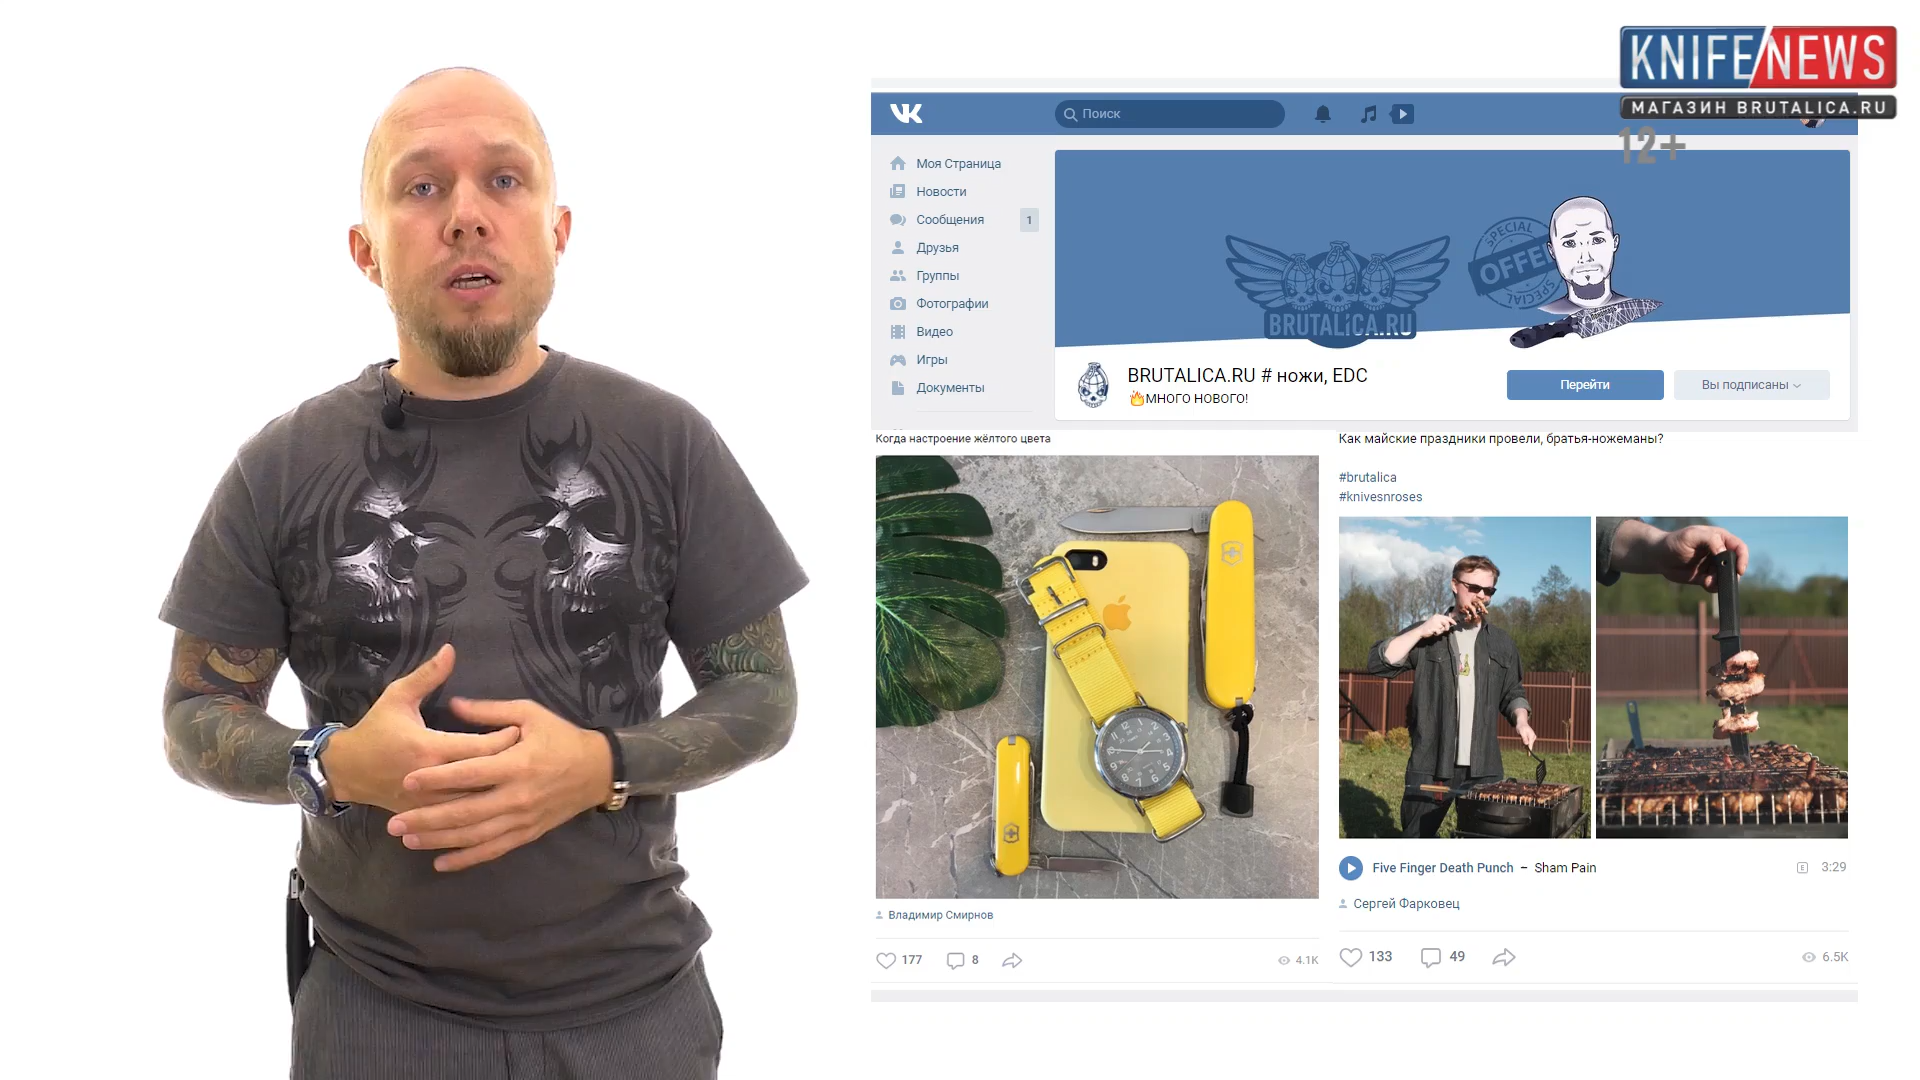 KNIFE/NEWS
МАГАЗИН BRUTALICA.RU
12+
Поиск
Моя Страница
Новости
Сообщения 1
Друзья
Группы
Фотографии
Видео
Игры
Документы
SPECIAL
OFFER
SPECIAL
BRUTALICA.RU
BRUTALICA.RU # ножи, EDC
🔥МНОГО НОВОГО!
Перейти
Вы подписаны
Когда настроение жёлтого цвета
Владимир Смирнов
177 8 4.1K
Как майские праздники провели, братья-ножеманы?
#brutalica
#knivesnroses
Five Finger Death Punch – Sham Pain E 3:29
Сергей Фарковец
133 49 6.5K